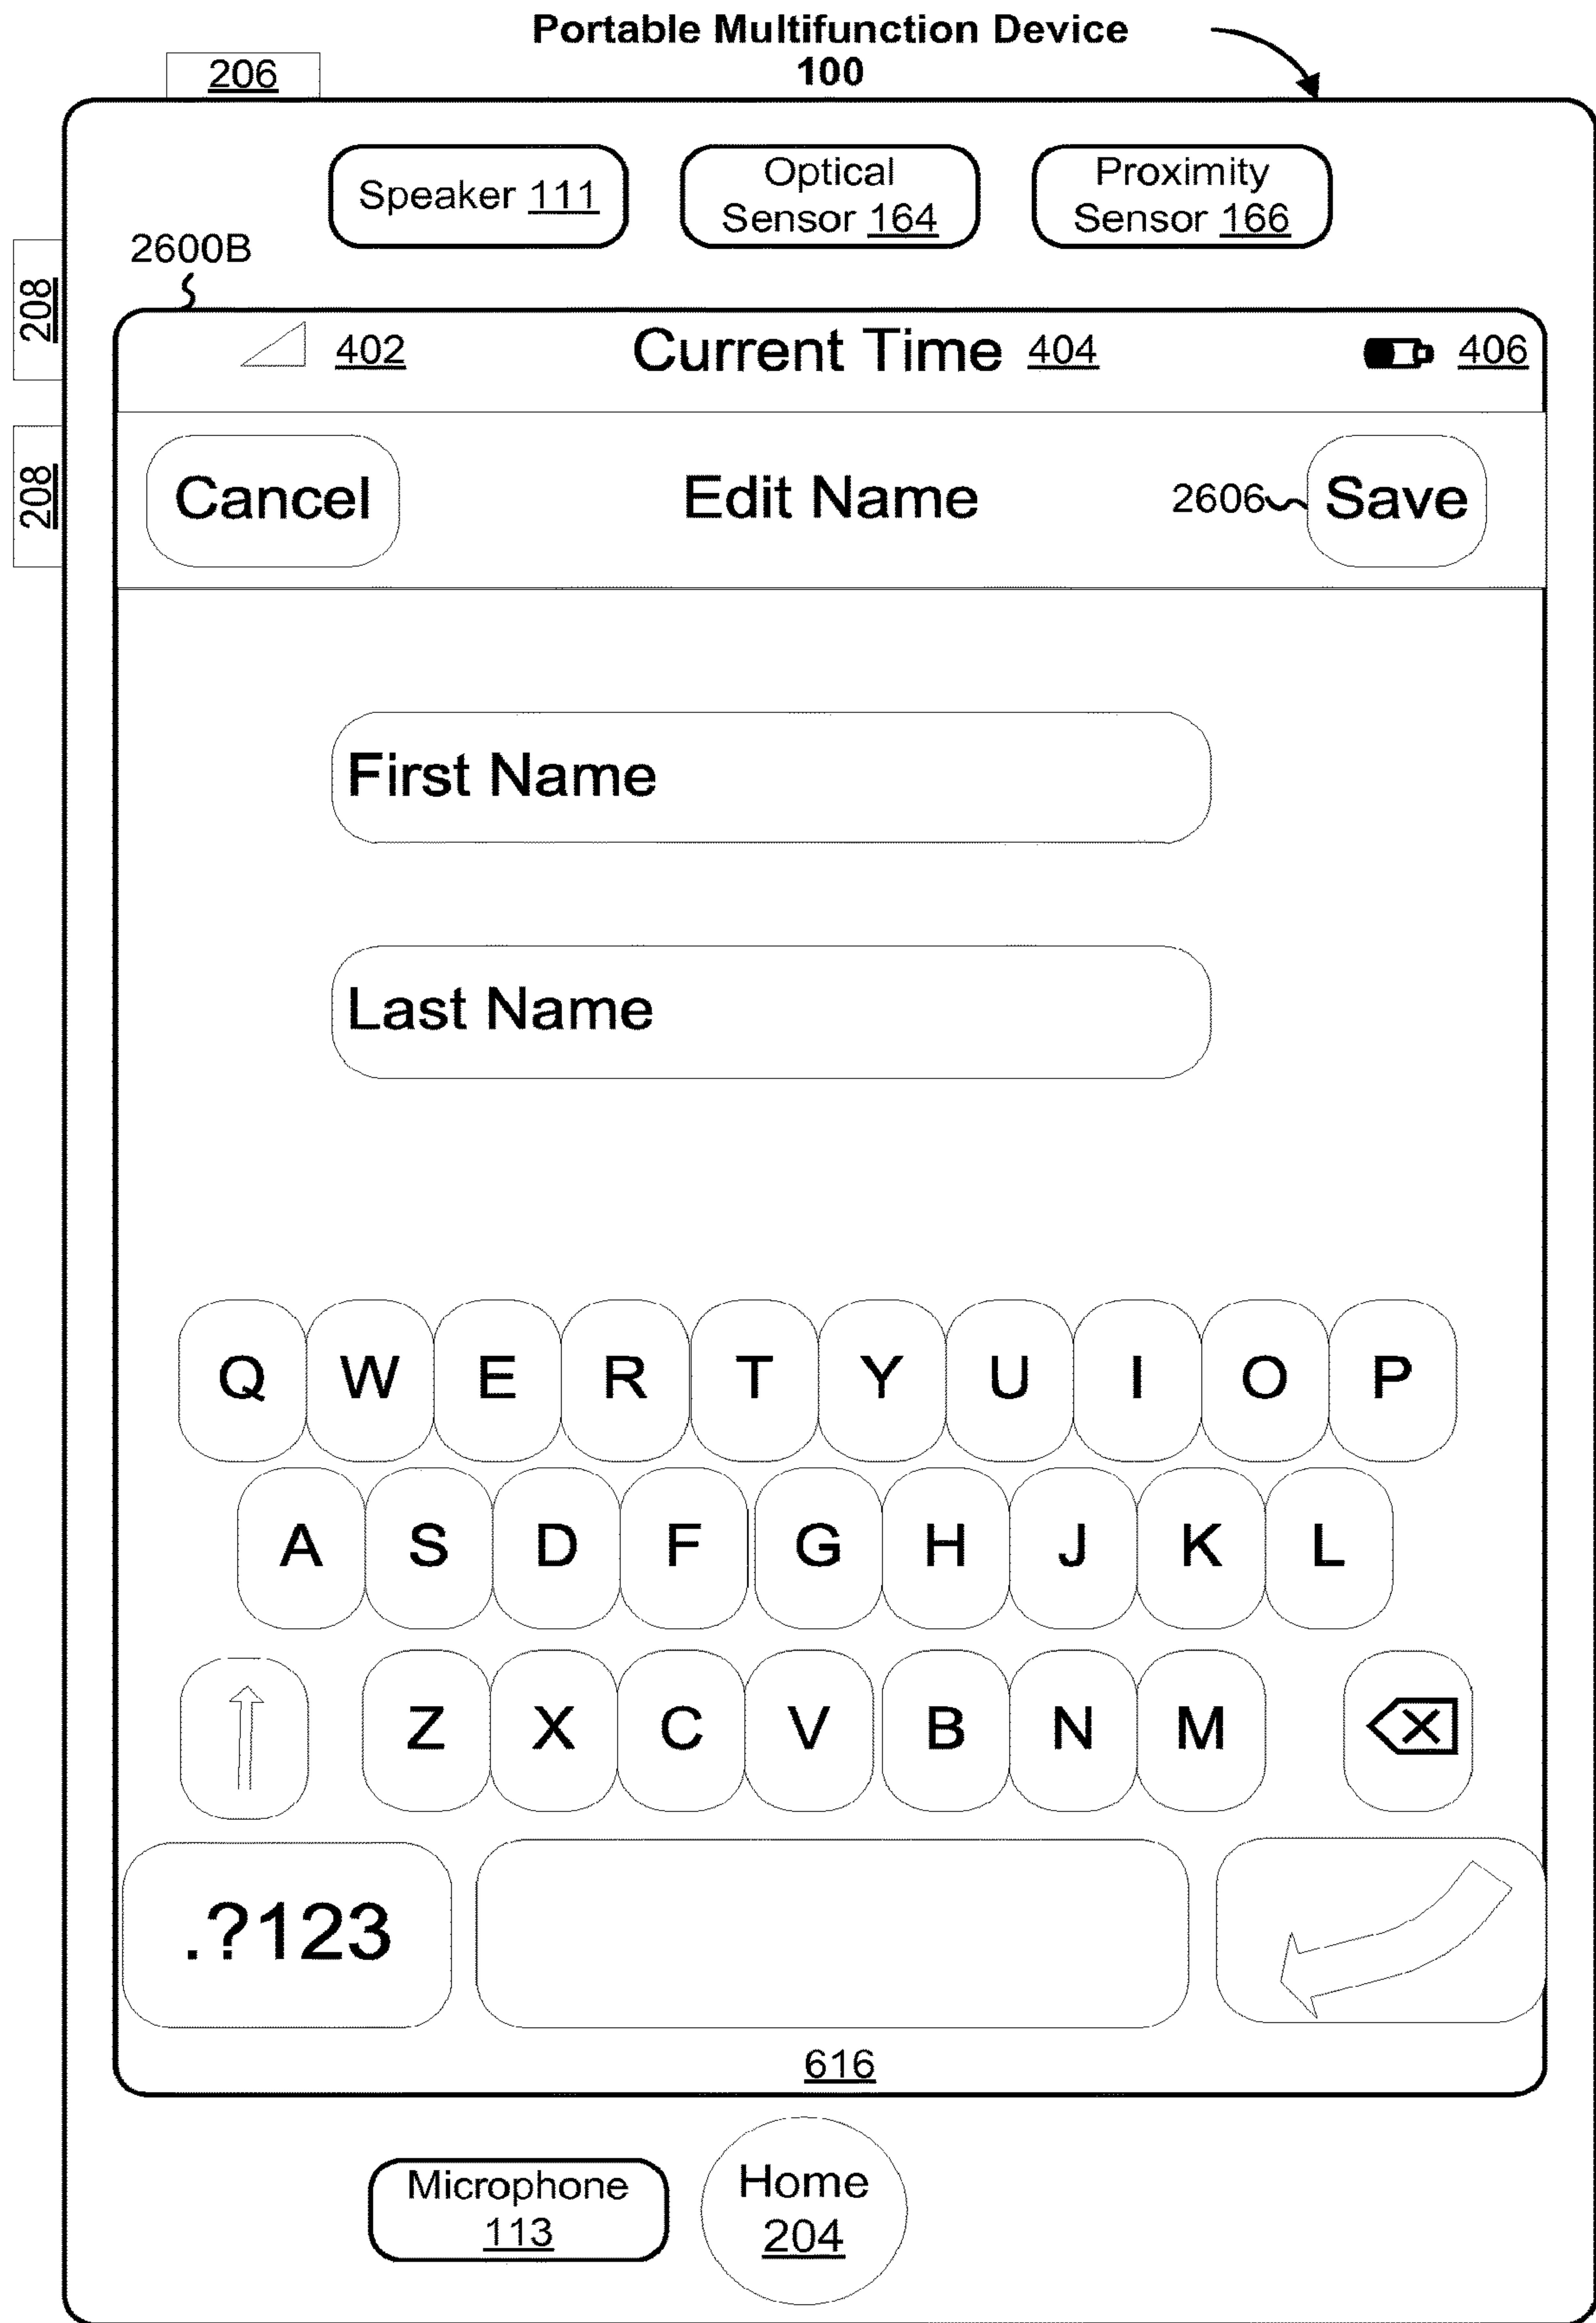 Portable Multifunction Device
100
206
Speaker 111
Optical
Sensor 164
Proximity
Sensor 166
2600B
208
402
Current Time 404
406
208
Cancel
Edit Name
2606
Save
First Name
Last Name
Q W E R T Y U I O P
A S D F G H J K L
Z X C V B N M
.?123
616
Microphone
113
Home
204